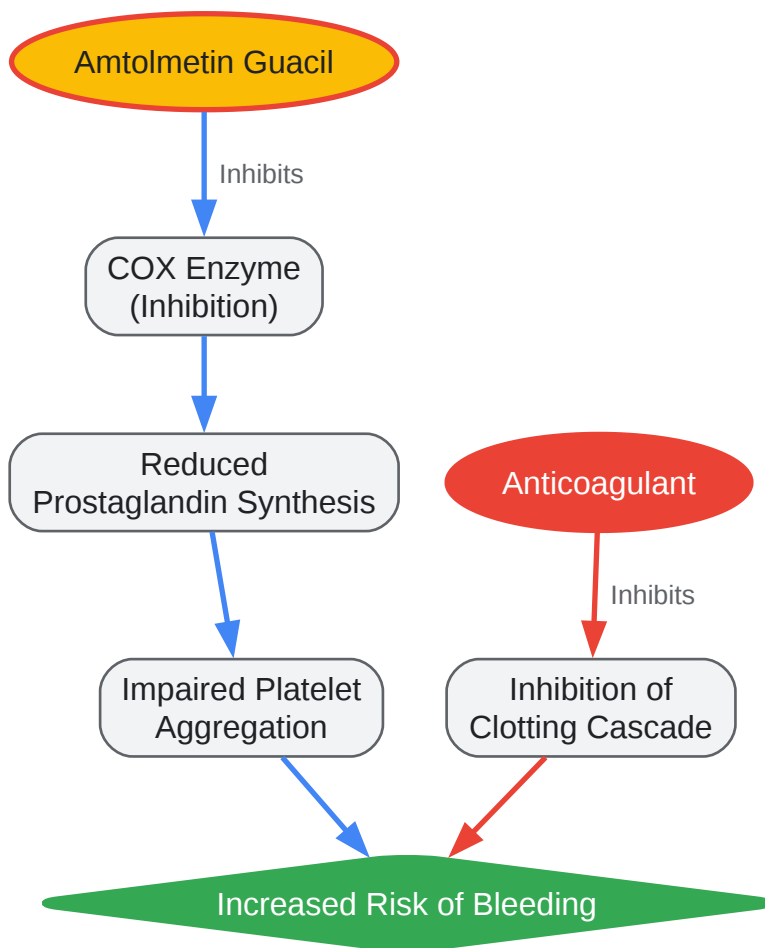 Amtolmetin Guacil
Inhibits
COX Enzyme
(Inhibition)
Reduced
Prostaglandin Synthesis
Anticoagulant
Inhibits
Impaired Platelet
Aggregation
Inhibition of
Clotting Cascade
Increased Risk of Bleeding